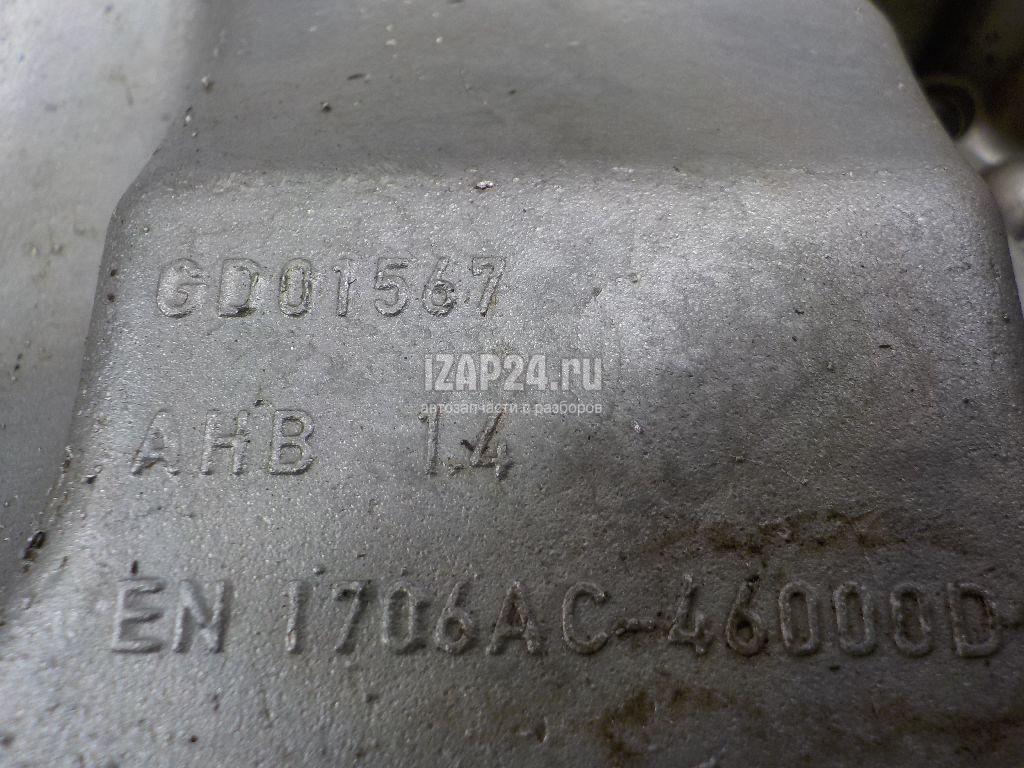 GD01567
iZAP24.ru
автозапчасти с разборов
AHB 1.4
EN 1706AC-46000D